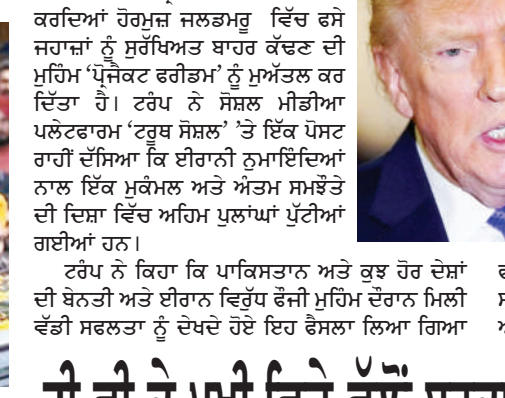 ਕਰਦਿਆਂ ਹੋਰਮੁਜ਼ ਜਲਡਮਰੂ ਵਿੱਚ ਫਸੇ
ਜਹਾਜ਼ਾਂ ਨੂੰ ਸੁਰੱਖਿਅਤ ਬਾਹਰ ਕੱਢਣ ਦੀ
ਮੁਹਿੰਮ ‘ਪ੍ਰੋਜੈਕਟ ਫਰੀਡਮ’ ਨੂੰ ਮੁਅੱਤਲ ਕਰ
ਦਿੱਤਾ ਹੈ। ਟਰੰਪ ਨੇ ਸੋਸ਼ਲ ਮੀਡੀਆ
ਪਲੇਟਫਾਰਮ ‘ਟਰੂਥ ਸੋਸ਼ਲ’ ’ਤੇ ਇੱਕ ਪੋਸਟ
ਰਾਹੀਂ ਦੱਸਿਆ ਕਿ ਈਰਾਨੀ ਨੁਮਾਇੰਦਿਆਂ
ਨਾਲ ਇੱਕ ਮੁਕੰਮਲ ਅਤੇ ਅੰਤਮ ਸਮਝੌਤੇ
ਦੀ ਦਿਸ਼ਾ ਵਿੱਚ ਅਹਿਮ ਪੁਲਾਂਘਾਂ ਪੁੱਟੀਆਂ
ਗਈਆਂ ਹਨ।
ਟਰੰਪ ਨੇ ਕਿਹਾ ਕਿ ਪਾਕਿਸਤਾਨ ਅਤੇ ਕੁਝ ਹੋਰ ਦੇਸ਼ਾਂ
ਦੀ ਬੇਨਤੀ ਅਤੇ ਈਰਾਨ ਵਿਰੁੱਧ ਫੌਜੀ ਮੁਹਿੰਮ ਦੌਰਾਨ ਮਿਲੀ
ਵੱਡੀ ਸਫਲਤਾ ਨੂੰ ਦੇਖਦੇ ਹੋਏ ਇਹ ਫੈਸਲਾ ਲਿਆ ਗਿਆ